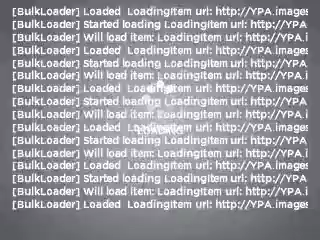 [BulkLoader] Loaded LoadingItem url: http://YPA.images
[BulkLoader] Started loading LoadingItem url: http://YPA
[BulkLoader] Will load item: LoadingItem url: http://YPA.i
[BulkLoader] Loaded LoadingItem url: http://YPA.images
[BulkLoader] Started loading LoadingItem url: http://YPA
[BulkLoader] Will load item: LoadingItem url: http://YPA.i
[BulkLoader] Loaded LoadingItem url: http://YPA.images
[BulkLoader] Started loading LoadingItem url: http://YPA
[BulkLoader] Will load item: LoadingItem url: http://YPA.i
[BulkLoader] Loaded LoadingItem url: http://YPA.images
LOADING
[BulkLoader] Started loading LoadingItem url: http://YPA
[BulkLoader] Will load item: LoadingItem url: http://YPA.i
[BulkLoader] Loaded LoadingItem url: http://YPA.images
[BulkLoader] Started loading LoadingItem url: http://YPA
[BulkLoader] Will load item: LoadingItem url: http://YPA.i
[BulkLoader] Loaded LoadingItem url: http://YPA.images